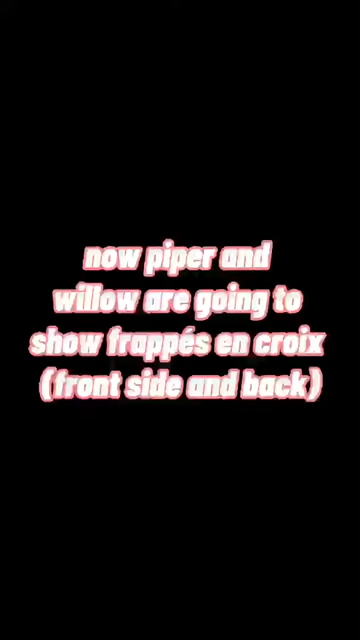 now piper and
willow are going to
show frappés en croix
(front side and back)